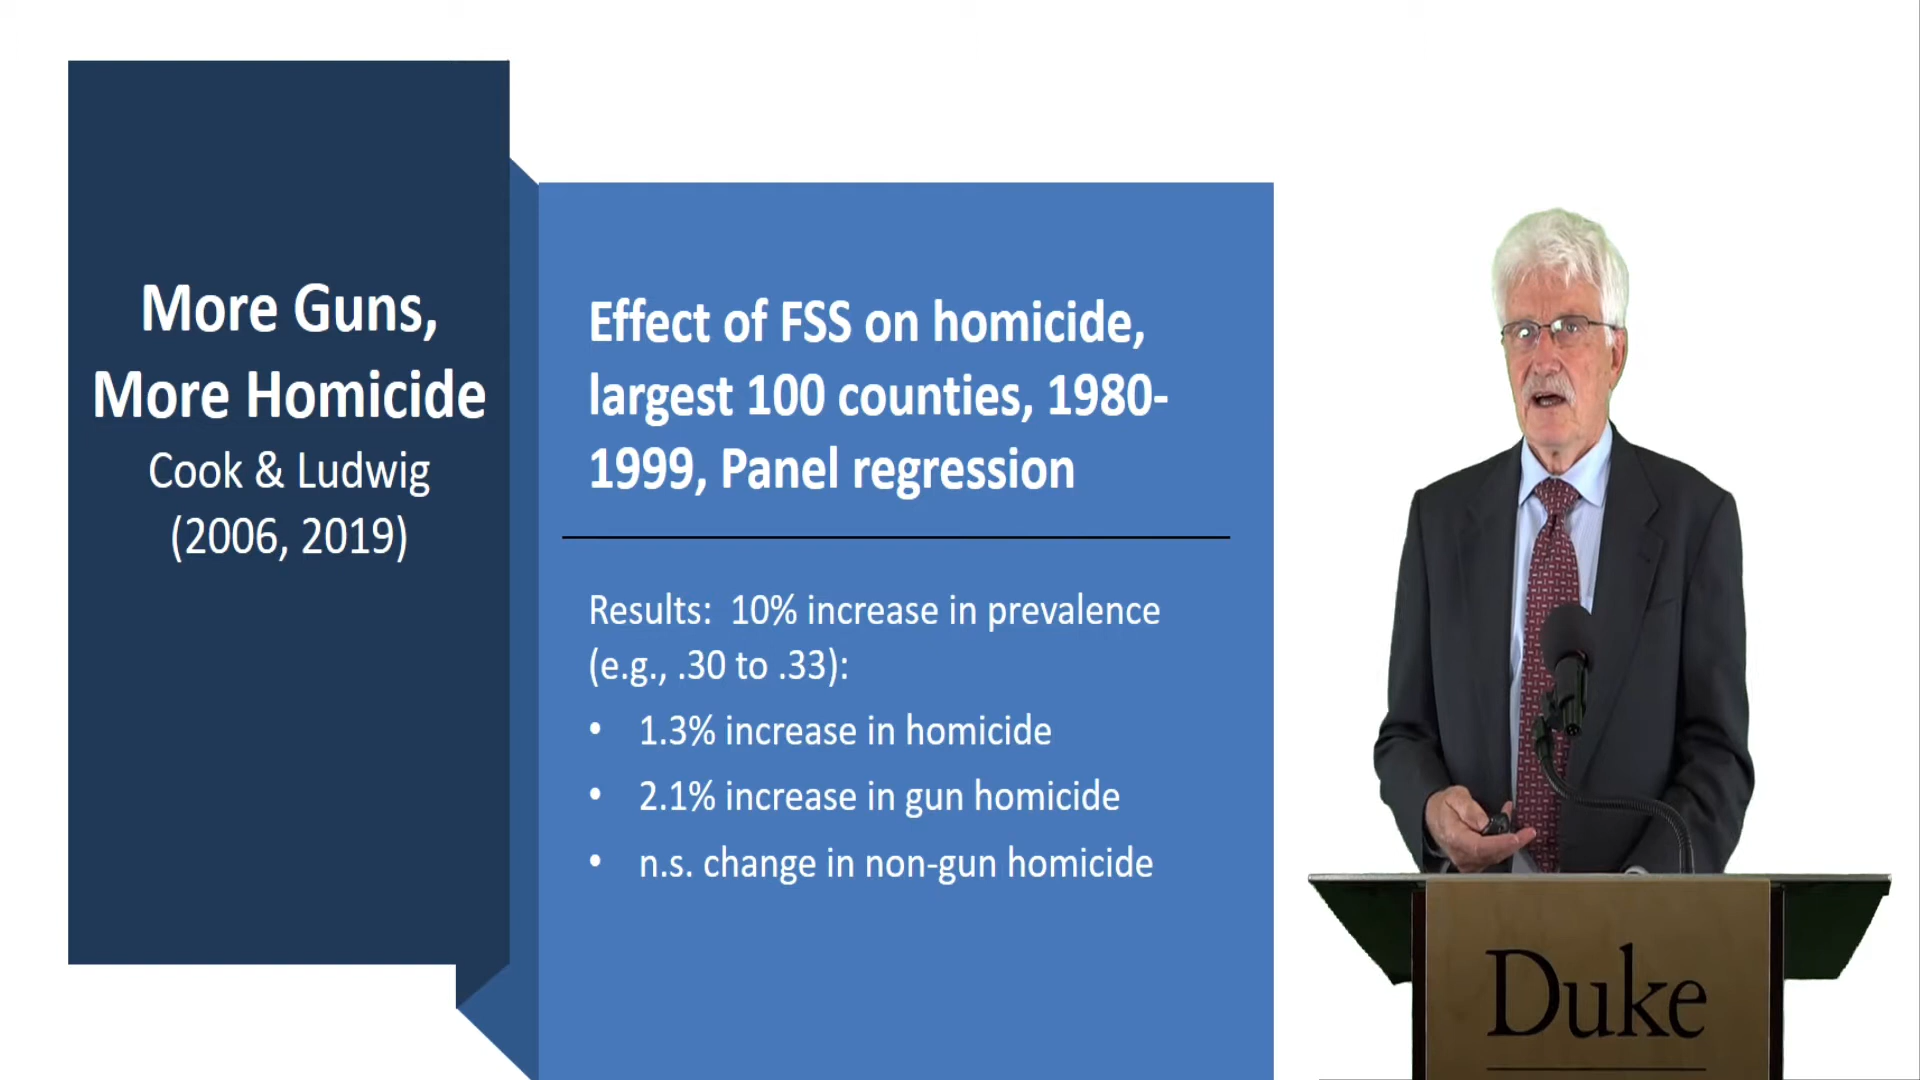 More Guns,
More Homicide
Cook & Ludwig
(2006, 2019)
Effect of FSS on homicide,
largest 100 counties, 1980-
1999, Panel regression
Results:  10% increase in prevalence
(e.g., .30 to .33):
• 1.3% increase in homicide
• 2.1% increase in gun homicide
• n.s. change in non-gun homicide
Duke